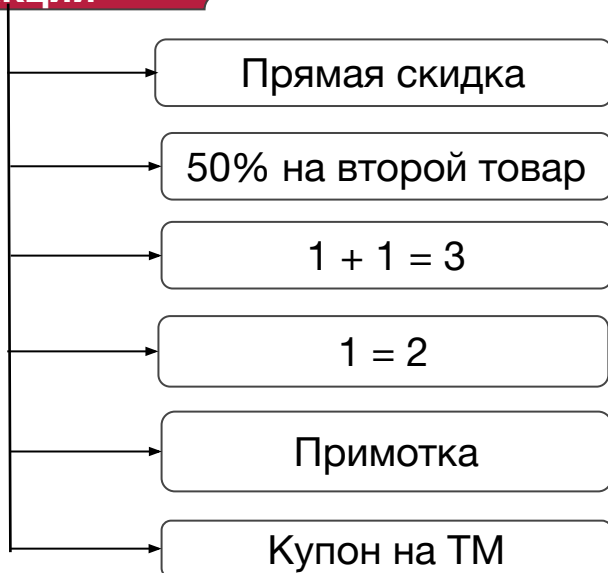 Прямая скидка
50% на второй товар
1 + 1 = 3
1 = 2
Примотка
Купон на ТМ